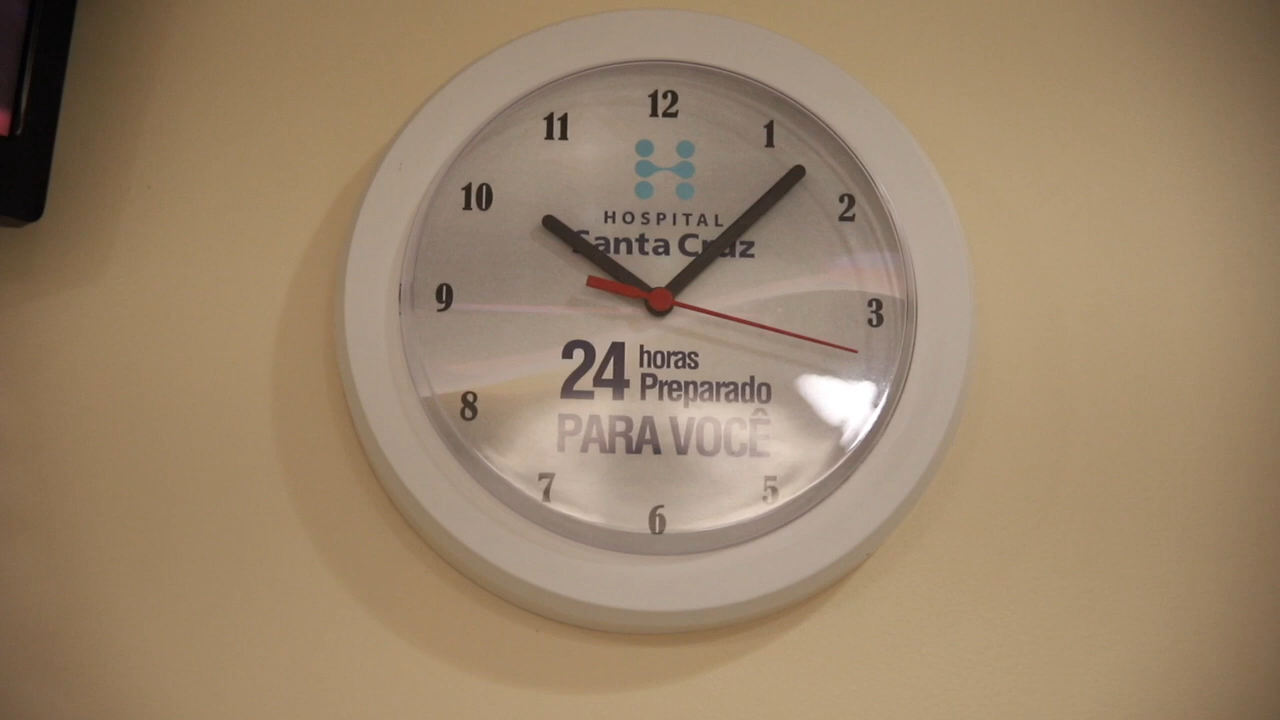 12
11
1
10
2
HOSPITAL
Santa Cruz
9
3
24 horas
Preparado
8
PARA VOCÊ
7
5
6